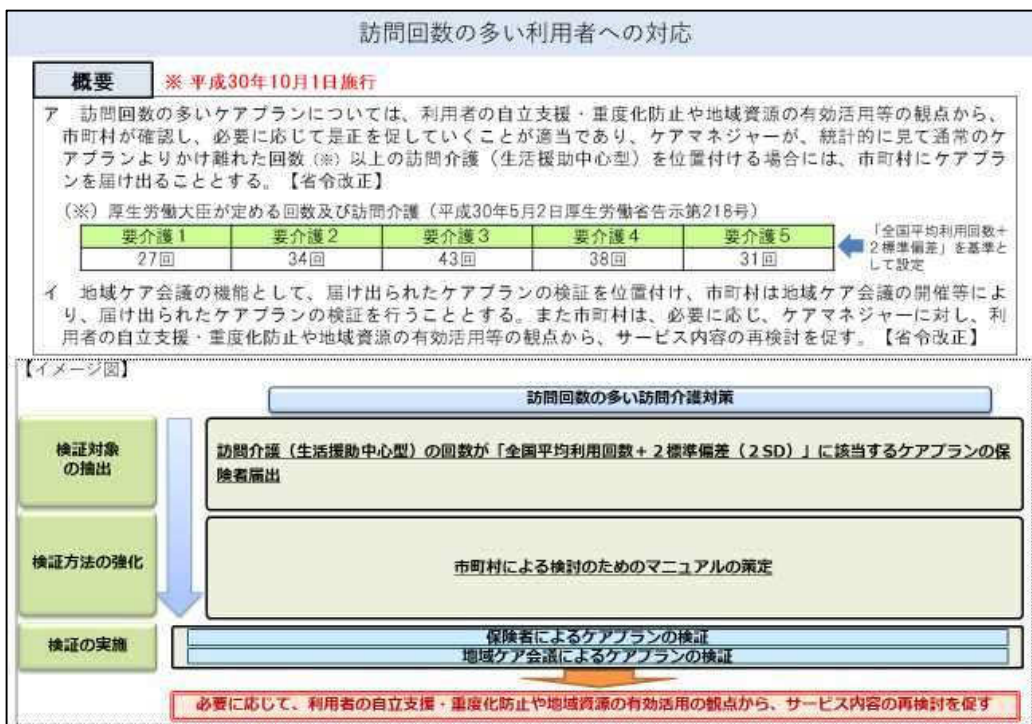 訪問回数の多い利用者への対応
概要
※ 平成30年10月1日施行
ア 訪問回数の多いケアプランについては、利用者の自立支援・重度化防止や地域資源の有効活用等の観点から、
市町村が確認し、必要に応じて是正を促していくことが適当であり、ケアマネジャーが、統計的に見て通常のケ
アプランよりかけ離れた回数(※)以上の訪問介護(生活援助中心型)を位置付ける場合には、市町村にケアプラ
ンを届け出ることとする。【省令改正】
(※)厚生労働大臣が定める回数及び訪問介護(平成30年5月2日厚生労働省告示第218号)
要介護1 要介護2 要介護3 要介護4 要介護5
27回 34回 43回 38回 31回
「全国平均利用回数+
2標準偏差」を基準と
して設定
イ 地域ケア会議の機能として、届け出られたケアプランの検証を位置付け、市町村は地域ケア会議の開催等によ
り、届け出られたケアプランの検証を行うこととする。また市町村は、必要に応じ、ケアマネジャーに対し、利
用者の自立支援・重度化防止や地域資源の有効活用等の観点から、サービス内容の再検討を促す。【省令改正】
【イメージ図】
訪問回数の多い訪問介護対策
検証対象
の抽出
訪問介護(生活援助中心型)の回数が「全国平均利用回数+2標準偏差(2SD)」に該当するケアプランの保
険者届出
検証方法の強化
市町村による検討のためのマニュアルの策定
検証の実施
保険者によるケアプランの検証
地域ケア会議によるケアプランの検証
必要に応じて、利用者の自立支援・重度化防止や地域資源の有効活用の観点から、サービス内容の再検討を促す